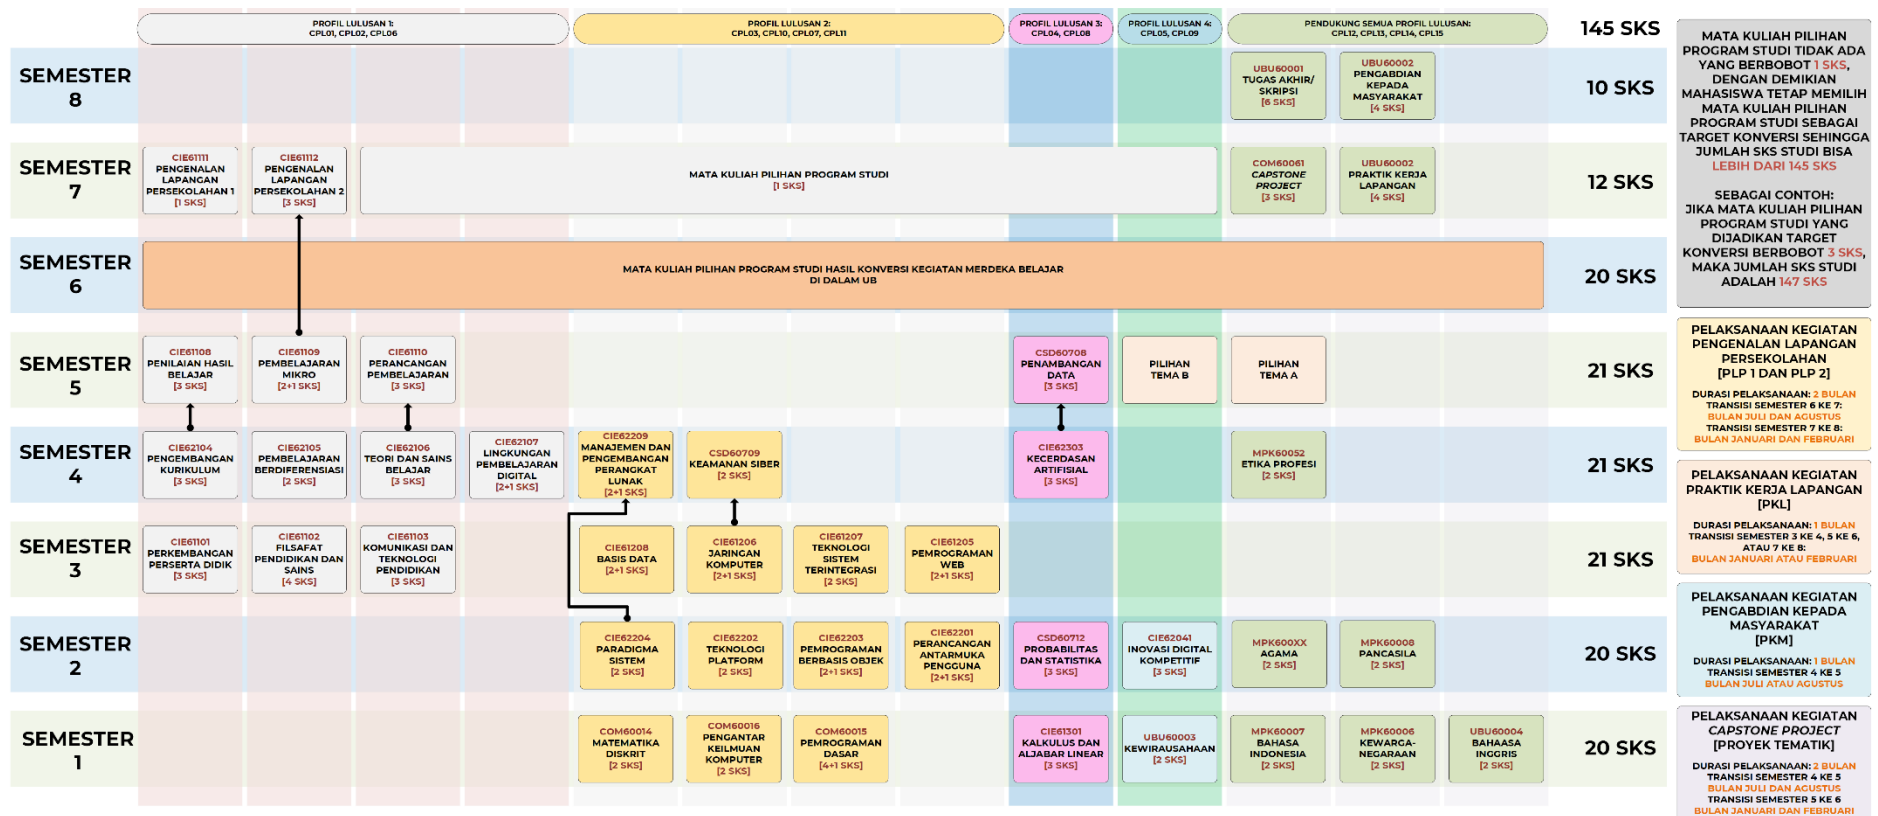 PROFIL LULUSAN 1:
CPL01, CPL02, CPL06
PROFIL LULUSAN 2:
CPL03, CPL10, CPL07, CPL11
PROFIL LULUSAN 3:
CPL04, CPL08
PROFIL LULUSAN 4:
CPL05, CPL09
PENDUKUNG SEMUA PROFIL LULUSAN:
CPL12, CPL13, CPL14, CPL15
145 SKS
SEMESTER
8
UBU60001
TUGAS AKHIR/
SKRIPSI
[6 SKS]
UBU60002
PENGABDIAN
KEPADA
MASYARAKAT
[4 SKS]
10 SKS
SEMESTER
7
CIE61111
PENGENALAN
LAPANGAN
PERSEKOLAHAN 1
[1 SKS]
CIE61112
PENGENALAN
LAPANGAN
PERSEKOLAHAN 2
[3 SKS]
MATA KULIAH PILIHAN PROGRAM STUDI
[1 SKS]
COM60061
CAPSTONE
PROJECT
[3 SKS]
UBU60002
PRAKTIK KERJA
LAPANGAN
[4 SKS]
12 SKS
SEMESTER
6
MATA KULIAH PILIHAN PROGRAM STUDI HASIL KONVERSI KEGIATAN MERDEKA BELAJAR
DI DALAM UB
20 SKS
SEMESTER
5
CIE61108
PENILAIAN HASIL
BELAJAR
[3 SKS]
CIE61109
PEMBELAJARAN
MIKRO
[2+1 SKS]
CIE61110
PERANCANGAN
PEMBELAJARAN
[3 SKS]
CSD60708
PENAMBANGAN
DATA
[3 SKS]
PILIHAN
TEMA B
PILIHAN
TEMA A
21 SKS
SEMESTER
4
CIE62104
PENGEMBANGAN
KURIKULUM
[3 SKS]
CIE62105
PEMBELAJARAN
BERDIFERENSIASI
[2 SKS]
CIE62106
TEORI DAN SAINS
BELAJAR
[3 SKS]
CIE62107
LINGKUNGAN
PEMBELAJARAN
DIGITAL
[2+1 SKS]
CIE62209
MANAJEMEN DAN
PENGEMBANGAN
PERANGKAT
LUNAK
[2+1 SKS]
CSD60709
KEAMANAN SIBER
[2 SKS]
CIE62303
KECERDASAN
ARTIFISIAL
[3 SKS]
MPK60052
ETIKA PROFESI
[2 SKS]
21 SKS
SEMESTER
3
CIE61101
PERKEMBANGAN
PERSERTA DIDIK
[3 SKS]
CIE61102
FILSAFAT
PENDIDIKAN DAN
SAINS
[4 SKS]
CIE61103
KOMUNIKASI DAN
TEKNOLOGI
PENDIDIKAN
[3 SKS]
CIE61208
BASIS DATA
[2+1 SKS]
CIE61206
JARINGAN
KOMPUTER
[2+1 SKS]
CIE61207
TEKNOLOGI
SISTEM
TERINTEGRASI
[2 SKS]
CIE61205
PEMROGRAMAN
WEB
[2+1 SKS]
21 SKS
SEMESTER
2
CIE62204
PARADIGMA
SISTEM
[2 SKS]
CIE62202
TEKNOLOGI
PLATFORM
[2 SKS]
CIE62203
PEMROGRAMAN
BERBASIS OBJEK
[2+1 SKS]
CIE62201
PERANCANGAN
ANTARMUKA
PENGGUNA
[2+1 SKS]
CSD60712
PROBABILITAS
DAN STATISTIKA
[3 SKS]
CIE62041
INOVASI DIGITAL
KOMPETITIF
[3 SKS]
MPK600XX
AGAMA
[2 SKS]
MPK60008
PANCASILA
[2 SKS]
20 SKS
SEMESTER
1
COM60014
MATEMATIKA
DISKRIT
[2 SKS]
COM60016
PENGANTAR
KEILMUAN
KOMPUTER
[2 SKS]
COM60015
PEMROGRAMAN
DASAR
[4+1 SKS]
CIE61301
KALKULUS DAN
ALJABAR LINEAR
[3 SKS]
UBU60003
KEWIRAUSAHAAN
[2 SKS]
MPK60007
BAHASA
INDONESIA
[2 SKS]
MPK60006
KEWARGA-
NEGARAAN
[2 SKS]
UBU60004
BAHAASA
INGGRIS
[2 SKS]
20 SKS
MATA KULIAH PILIHAN
PROGRAM STUDI TIDAK ADA
YANG BERBOBOT 1 SKS,
DENGAN DEMIKIAN
MAHASISWA TETAP MEMILIH
MATA KULIAH PILIHAN
PROGRAM STUDI SEBAGAI
TARGET KONVERSI SEHINGGA
JUMLAH SKS STUDI BISA
LEBIH DARI 145 SKS
SEBAGAI CONTOH:
JIKA MATA KULIAH PILIHAN
PROGRAM STUDI YANG
DIJADIKAN TARGET
KONVERSI BERBOBOT 3 SKS,
MAKA JUMLAH SKS STUDI
ADALAH 147 SKS
PELAKSANAAN KEGIATAN
PENGENALAN LAPANGAN
PERSEKOLAHAN
[PLP 1 DAN PLP 2]
DURASI PELAKSANAAN: 2 BULAN
TRANSISI SEMESTER 6 KE 7:
BULAN JULI DAN AGUSTUS
TRANSISI SEMESTER 7 KE 8:
BULAN JANUARI DAN FEBRUARI
PELAKSANAAN KEGIATAN
PRAKTIK KERJA LAPANGAN
[PKL]
DURASI PELAKSANAAN: 1 BULAN
TRANSISI SEMESTER 3 KE 4, 5 KE 6,
ATAU 7 KE 8:
BULAN JANUARI ATAU FEBRUARI
PELAKSANAAN KEGIATAN
PENGABDIAN KEPADA
MASYARAKAT
[PKM]
DURASI PELAKSANAAN: 1 BULAN
TRANSISI SEMESTER 4 KE 5
BULAN JULI ATAU AGUSTUS
PELAKSANAAN KEGIATAN
CAPSTONE PROJECT
[PROYEK TEMATIK]
DURASI PELAKSANAAN: 2 BULAN
TRANSISI SEMESTER 4 KE 5
BULAN JULI DAN AGUSTUS
TRANSISI SEMESTER 5 KE 6
BULAN JANUARI DAN FEBRUARI